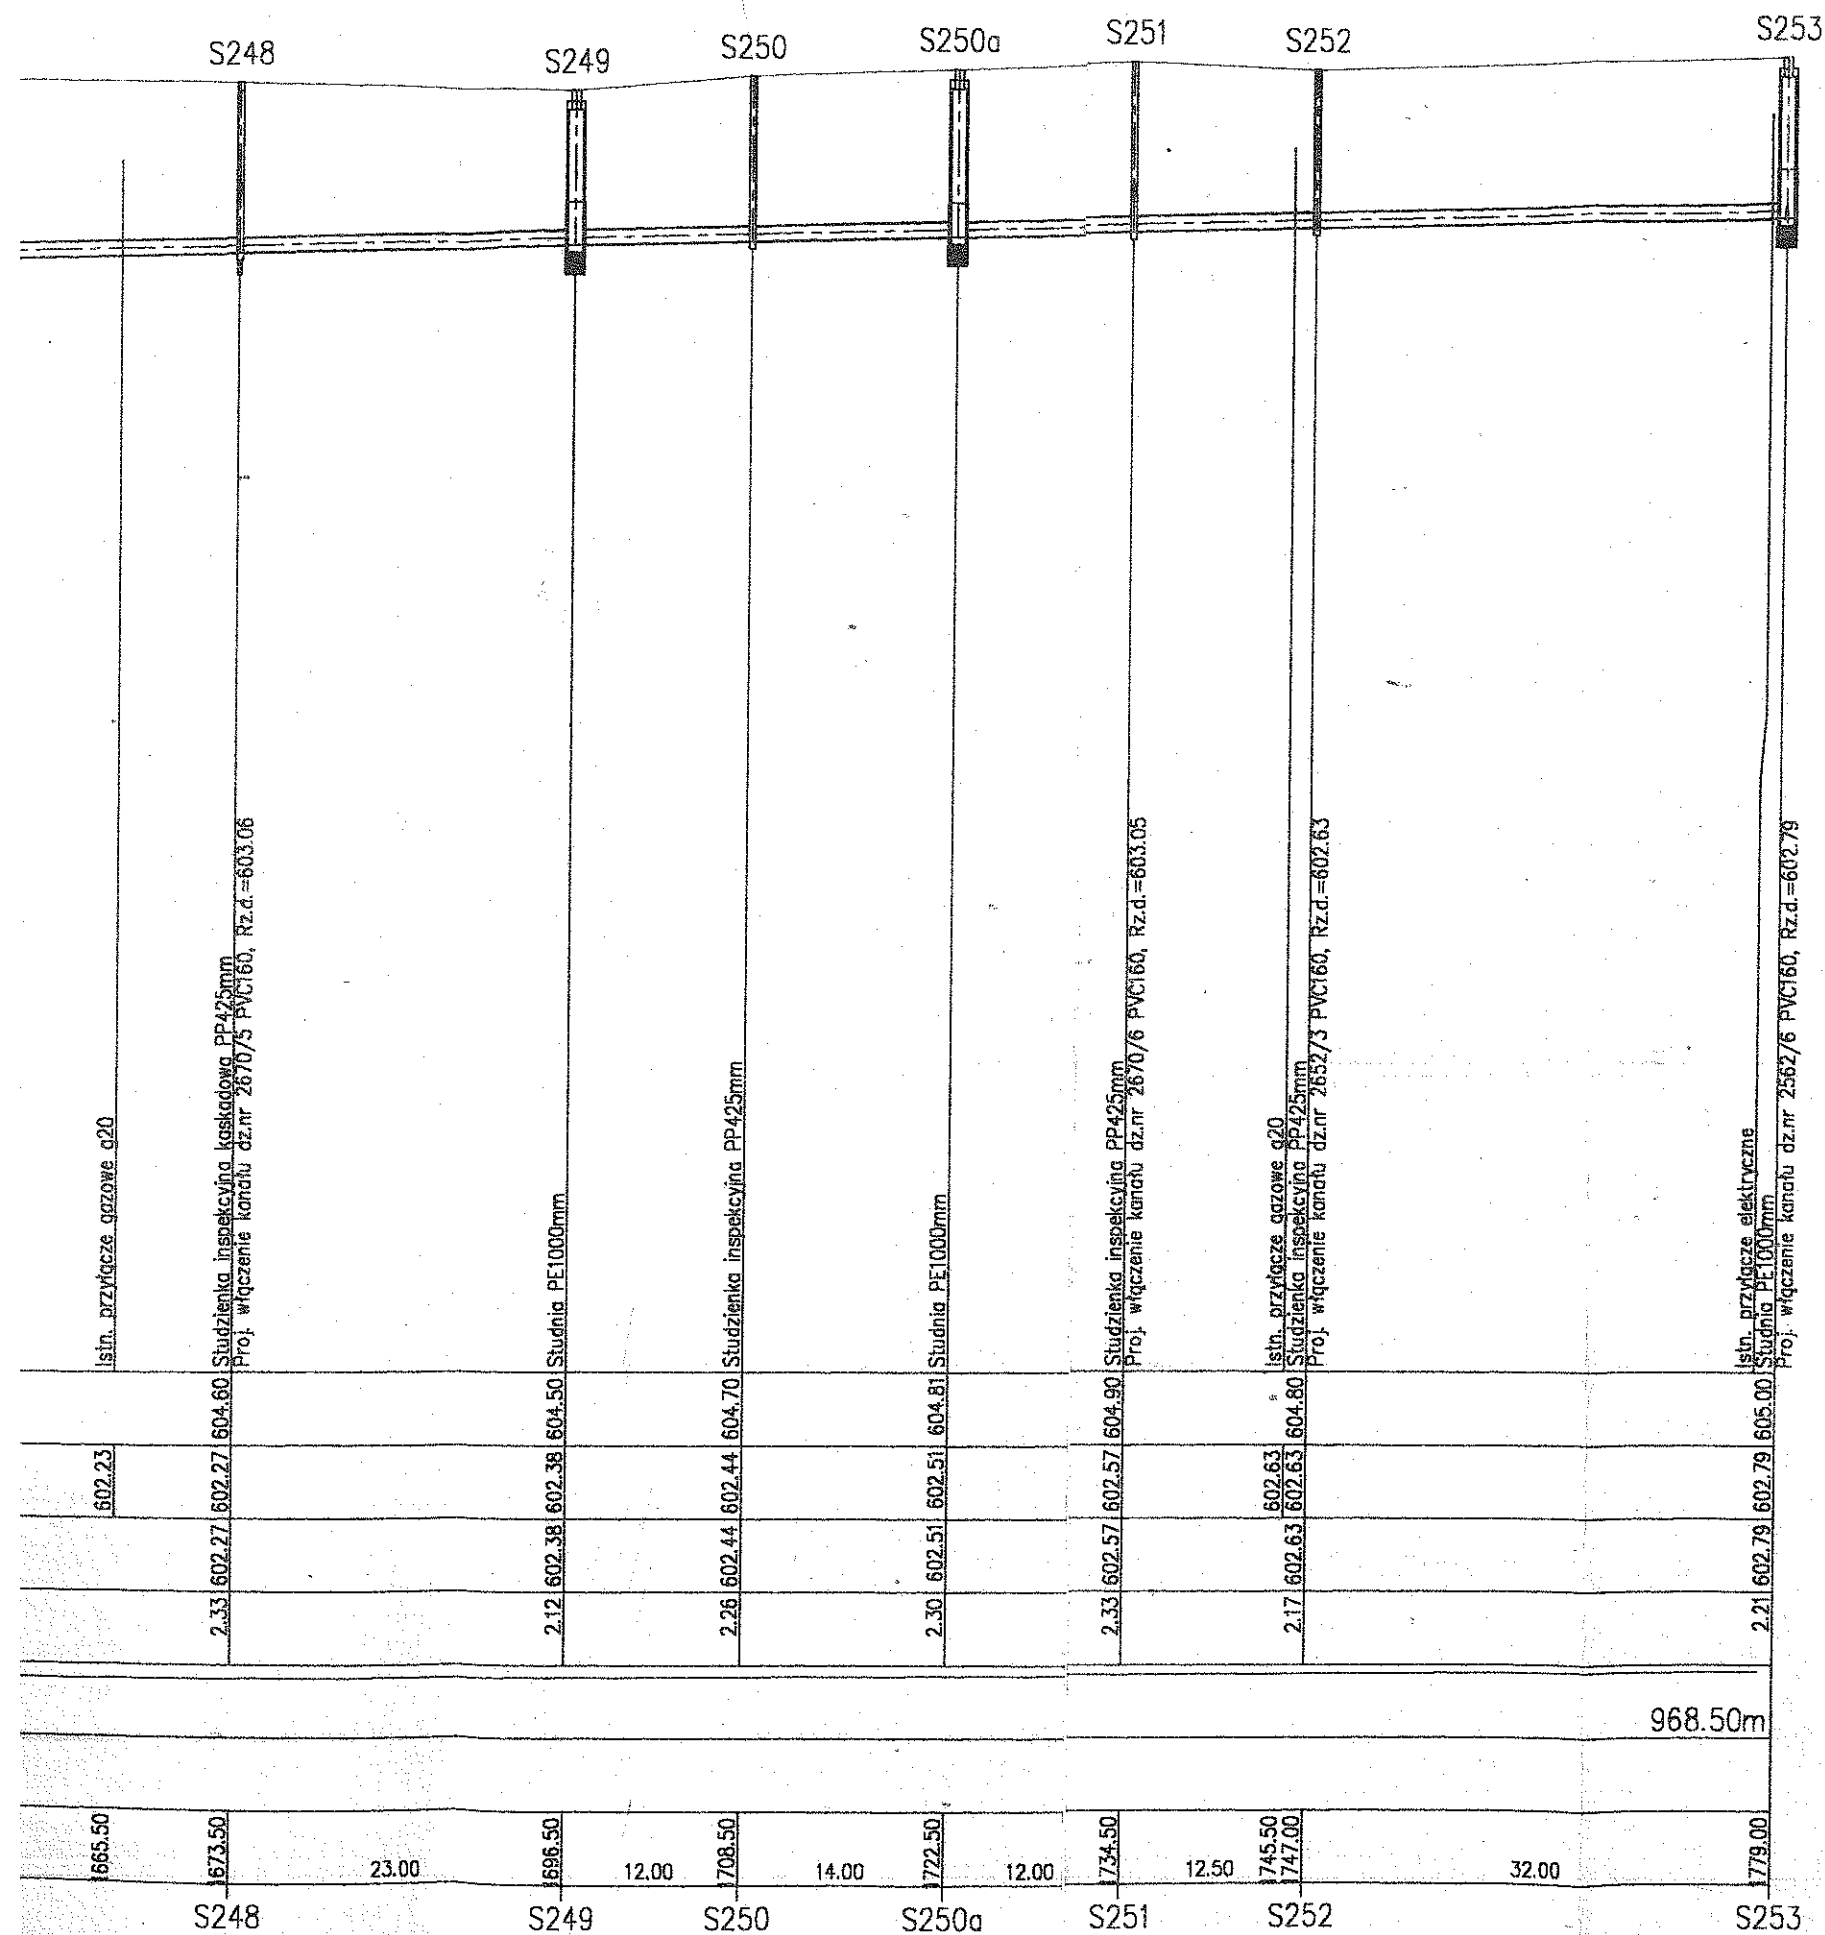 S248 S249 S250 S250a S251 S252 S253
Istn. przyłącze gazowe g20
Studzienka inspekcyjna kaskadowa PP425mm
Proj. włączenie kanału dz.nr 2670/5 PVC160, Rz.d.=603.06
Studnia PE1000mm
Studzienka inspekcyjna PP425mm
Studnia PE1000mm
Studzienka inspekcyjna PP425mm
Proj. włączenie kanału dz.nr 2670/6 PVC160, Rz.d.=603.05
Istn. przyłącze gazowe g20
Studzienka inspekcyjna PP425mm
Proj. włączenie kanału dz.nr 2652/3 PVC160, Rz.d.=602.63
Istn. przyłącze elektryczne
Studnia PE1000mm
Proj. włączenie kanału dz.nr 2562/6 PVC160, Rz.d.=602.79
604.60 604.50 604.70 604.81 604.90 604.80 605.00
602.23 602.27 602.38 602.44 602.51 602.57 602.63 602.63 602.79
602.27 602.38 602.44 602.51 602.57 602.63 602.79
2.33 2.12 2.26 2.30 2.33 2.17 2.21
968.50m
1665.50 1673.50 23.00 1696.50 12.00 1708.50 14.00 1722.50 12.00 1734.50 12.50 1745.50 1747.00 32.00 1779.00
S248 S249 S250 S250a S251 S252 S253